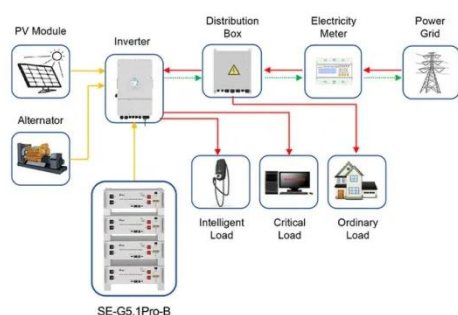 PV Module
Inverter
Distribution
Box
Electricity
Meter
Power
Grid
Alternator
Intelligent
Load
Critical
Load
Ordinary
Load
SE-G5.1Pro-B